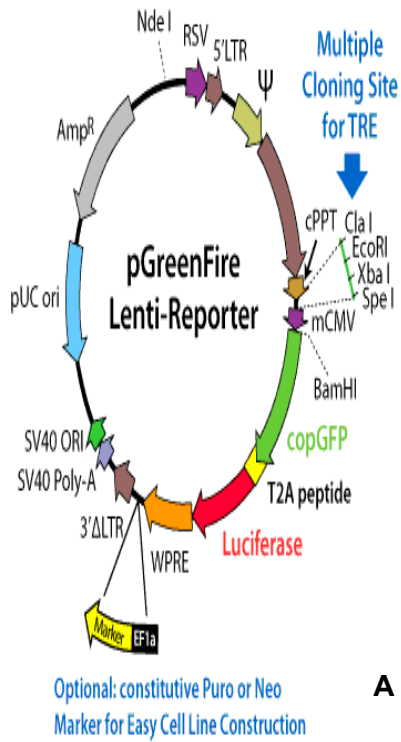 Nde I
RSV
5'LTR
Ψ
Multiple
Cloning Site
for TRE
AmpR
cPPT
Cla I
EcoRI
Xba I
Spe I
pGreenFire
Lenti-Reporter
pUC ori
mCMV
BamHI
copGFP
SV40 ORI
SV40 Poly-A
T2A peptide
3'ΔLTR
WPRE
Luciferase
Marker
EF1a
A
Optional: constitutive Puro or Neo
Marker for Easy Cell Line Construction